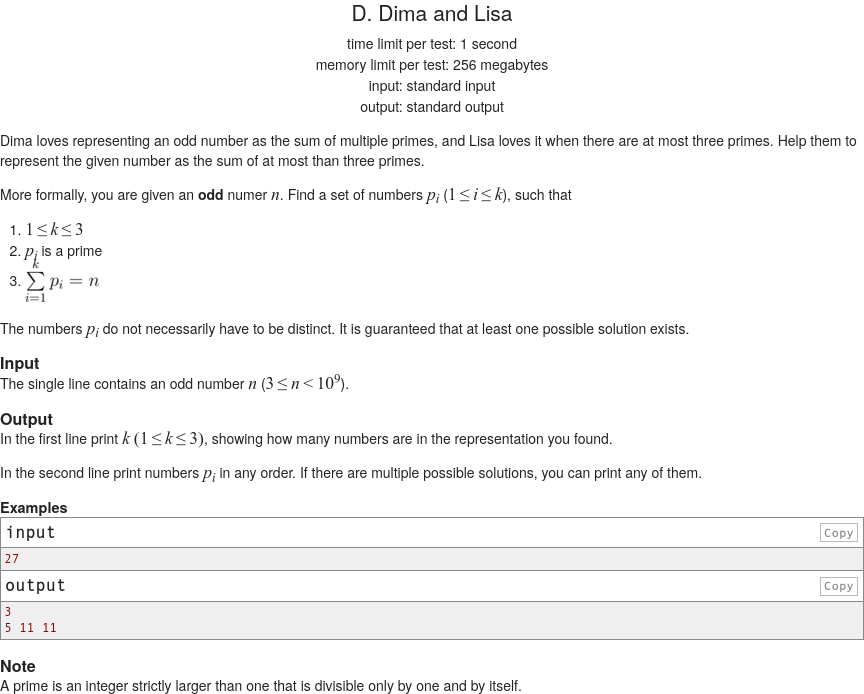 D. Dima and Lisa
time limit per test: 1 second
memory limit per test: 256 megabytes
input: standard input
output: standard output
Dima loves representing an odd number as the sum of multiple primes, and Lisa loves it when there are at most three primes. Help them to
represent the given number as the sum of at most than three primes.
More formally, you are given an odd numer n. Find a set of numbers p_i (1 ≤ i ≤ k), such that
1. 1 ≤ k ≤ 3
2. p_i is a prime
3. \sum_{i=1}^{k} p_i = n
The numbers p_i do not necessarily have to be distinct. It is guaranteed that at least one possible solution exists.
Input
The single line contains an odd number n (3 ≤ n < 10^9).
Output
In the first line print k (1 ≤ k ≤ 3), showing how many numbers are in the representation you found.
In the second line print numbers p_i in any order. If there are multiple possible solutions, you can print any of them.
Examples
input Copy
27
output Copy
3
5 11 11
Note
A prime is an integer strictly larger than one that is divisible only by one and by itself.